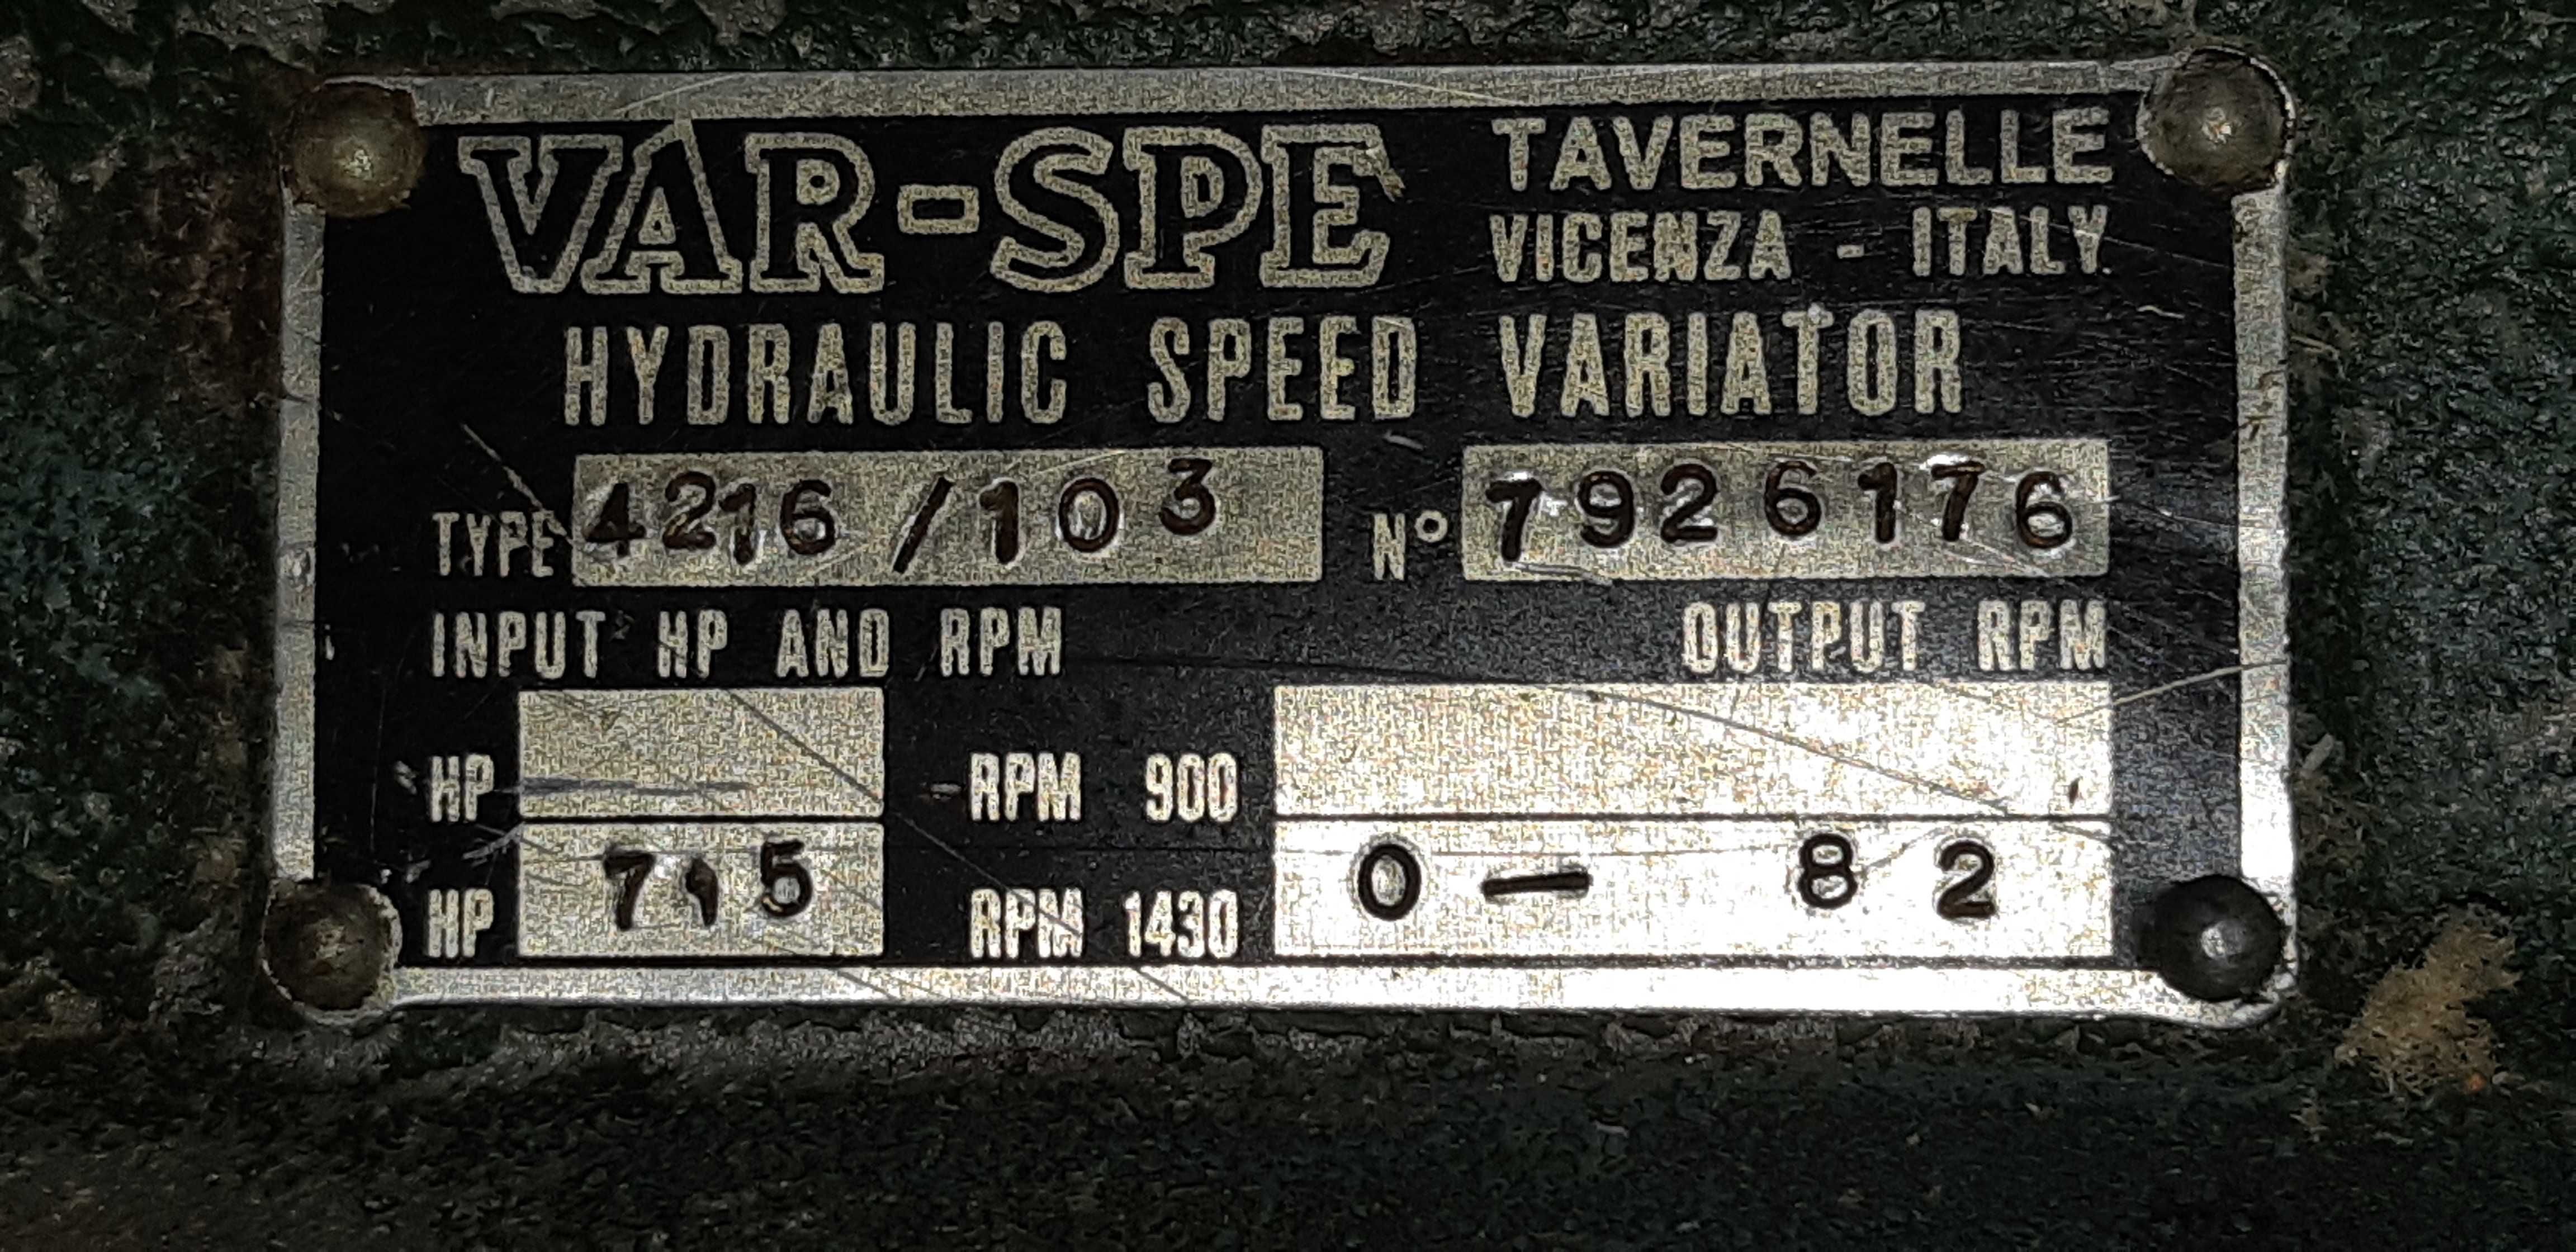 VAR-SPE TAVERNELLE
VICENZA - ITALY.
HYDRAULIC SPEED VARIATOR
TYPE 4216/103 Nº 7926176
INPUT HP AND RPM OUTPUT RPM
HP RPM 900
HP 7,5 RPM 1430 0 - 82